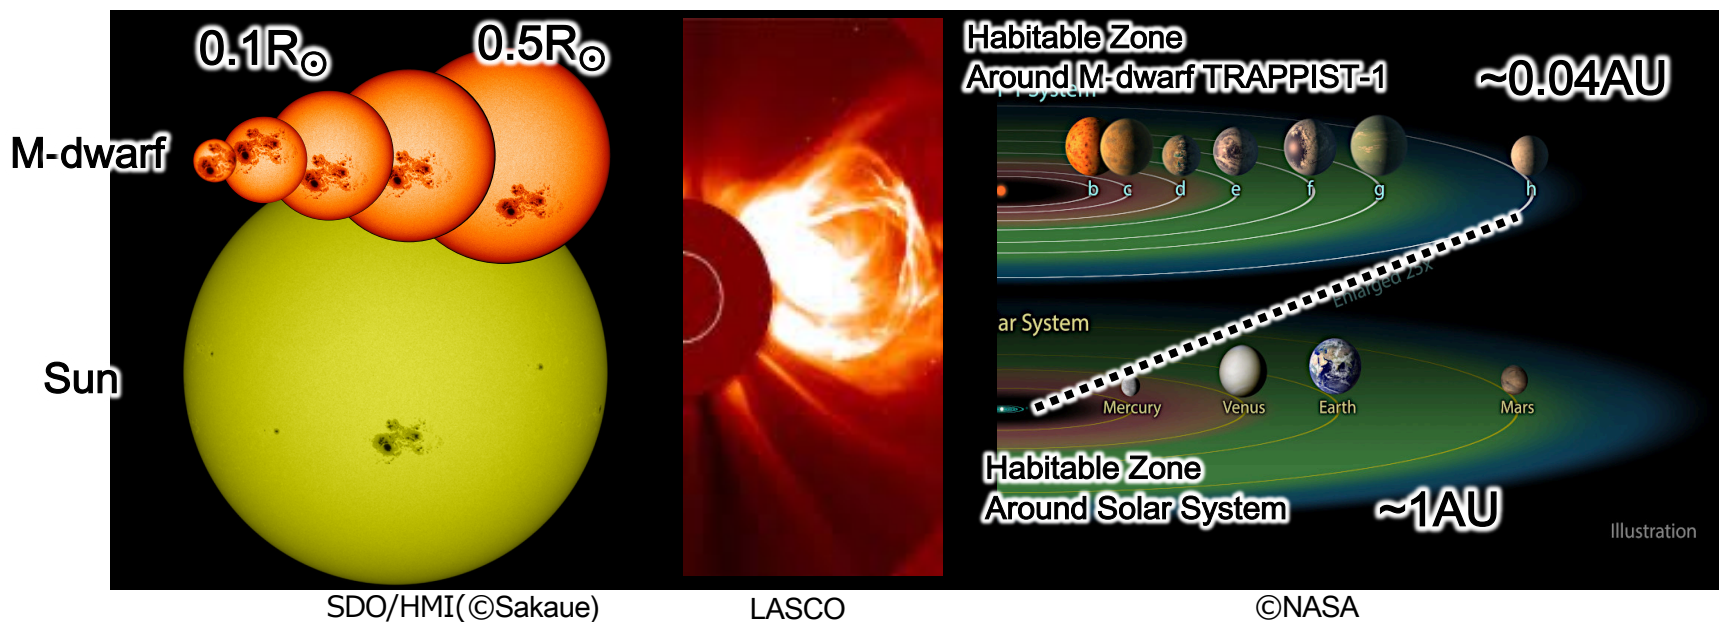 0.1R☉
0.5R☉
M-dwarf
Sun
SDO/HMI(©Sakaue)
LASCO
Habitable Zone
Around M-dwarf TRAPPIST-1
~0.04AU
System
b c d e f g h
Enlarged 25x
ar System
Mercury Venus Earth Mars
Habitable Zone
Around Solar System
~1AU
Illustration
©NASA